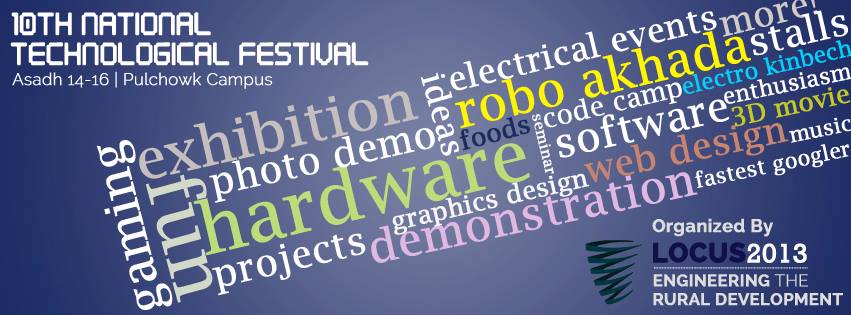 10TH NATIONAL
TECHNOLOGICAL FESTIVAL
Asadh 14-16 | Pulchowk Campus
gaming
fun
exhibition
photo demo
hardware
projects
ideas
foods
electrical events
robo akhada
seminar
code camp
software
graphics design
demonstration
more!
stalls
electro kinbech
enthusiasm
3D movie
web design
music
fastest googler
Organized By
LOCUS2013
ENGINEERING THE
RURAL DEVELOPMENT